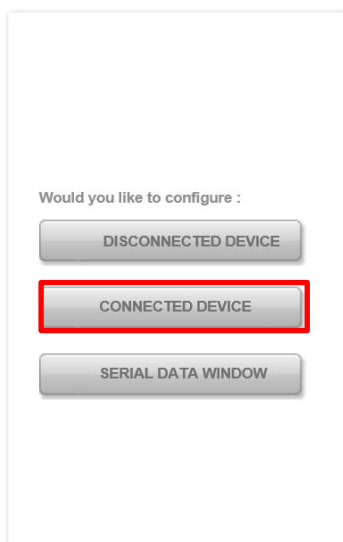 Would you like to configure :
DISCONNECTED DEVICE
CONNECTED DEVICE
SERIAL DATA WINDOW